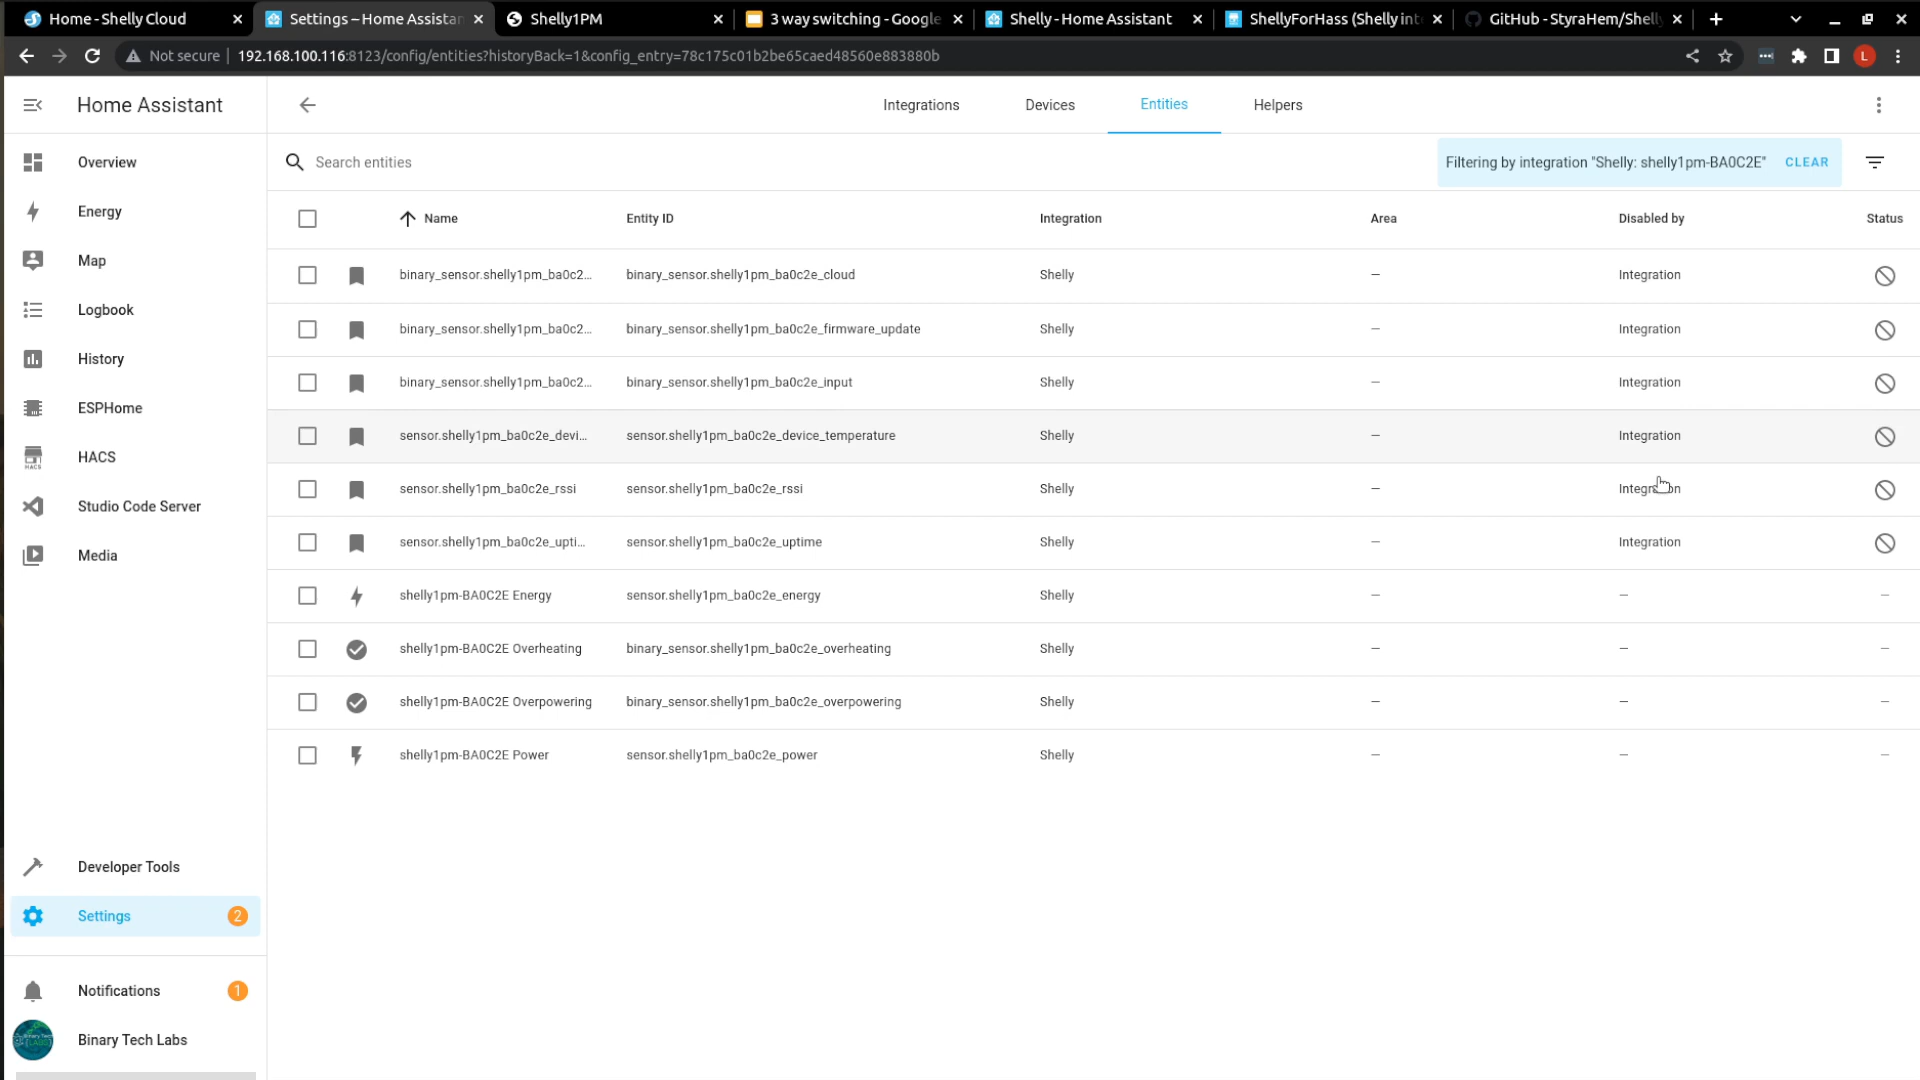 Home - Shelly Cloud
Settings – Home Assistan
Shelly1PM
3 way switching - Google
Shelly - Home Assistant
ShellyForHass (Shelly int
GitHub - StyraHem/Shelly
Not secure
192.168.100.116:8123/config/entities?historyBack=1&config_entry=78c175c01b2be65caed48560e883880b
L
Home Assistant
Integrations
Devices
Entities
Helpers
Overview
Energy
Map
Logbook
History
ESPHome
HACS
HACS
Studio Code Server
Media
Developer Tools
Settings 2
Notifications 1
Binary Tech Labs
Search entities
Filtering by integration "Shelly: shelly1pm-BA0C2E" CLEAR
Name Entity ID Integration Area Disabled by Status
binary_sensor.shelly1pm_ba0c2... binary_sensor.shelly1pm_ba0c2e_cloud Shelly — Integration
binary_sensor.shelly1pm_ba0c2... binary_sensor.shelly1pm_ba0c2e_firmware_update Shelly — Integration
binary_sensor.shelly1pm_ba0c2... binary_sensor.shelly1pm_ba0c2e_input Shelly — Integration
sensor.shelly1pm_ba0c2e_devi... sensor.shelly1pm_ba0c2e_device_temperature Shelly — Integration
sensor.shelly1pm_ba0c2e_rssi sensor.shelly1pm_ba0c2e_rssi Shelly — Integration
sensor.shelly1pm_ba0c2e_upti... sensor.shelly1pm_ba0c2e_uptime Shelly — Integration
shelly1pm-BA0C2E Energy sensor.shelly1pm_ba0c2e_energy Shelly — — —
shelly1pm-BA0C2E Overheating binary_sensor.shelly1pm_ba0c2e_overheating Shelly — — —
shelly1pm-BA0C2E Overpowering binary_sensor.shelly1pm_ba0c2e_overpowering Shelly — — —
shelly1pm-BA0C2E Power sensor.shelly1pm_ba0c2e_power Shelly — — —